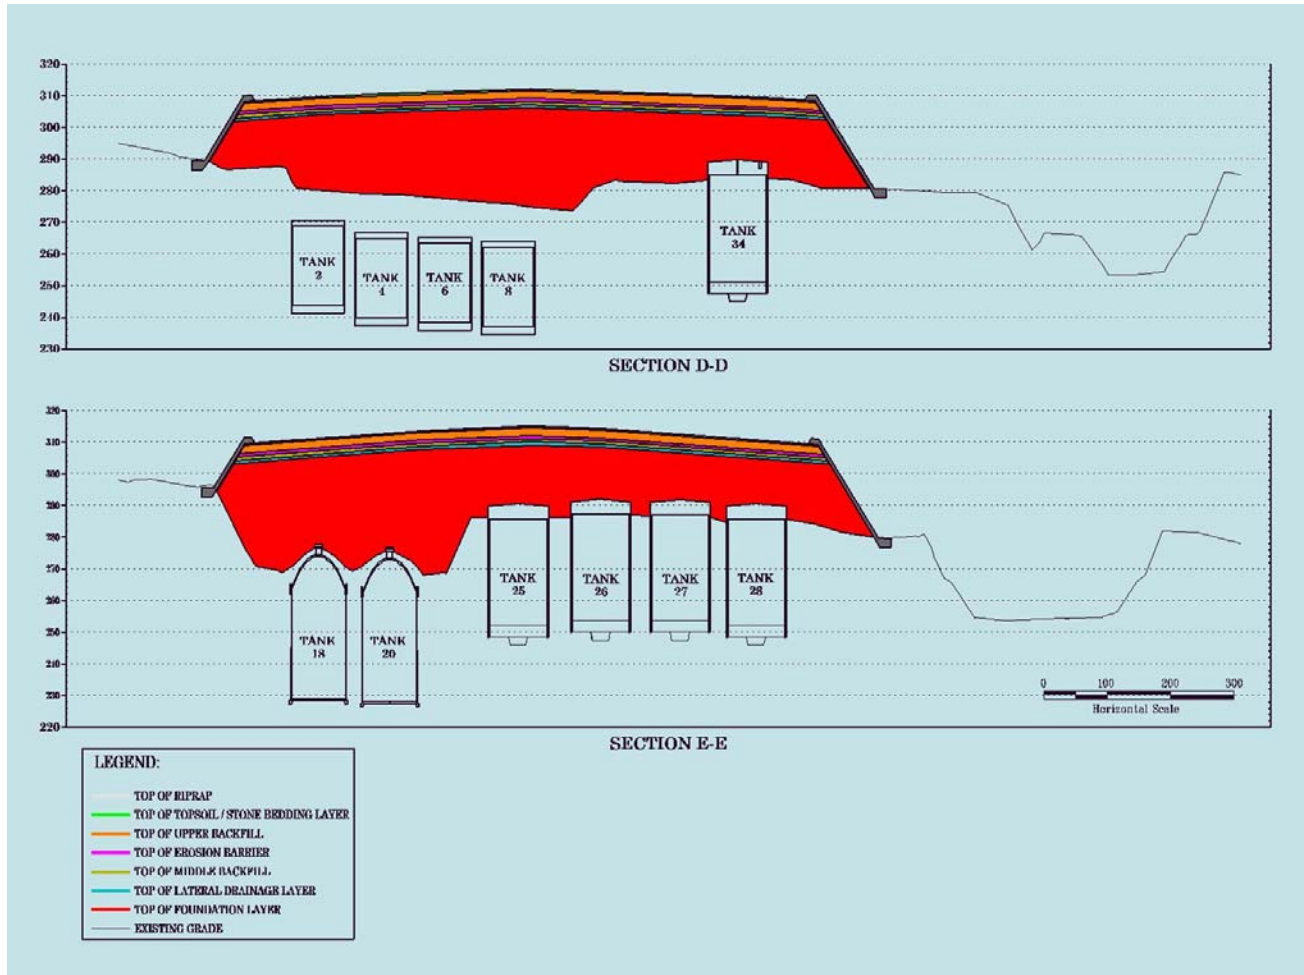 320
310
300
290
280
270
260
250
240
230
TANK
2
TANK
4
TANK
6
TANK
8
TANK
34
SECTION D-D
320
310
300
290
280
270
260
250
240
230
220
TANK
18
TANK
20
TANK
25
TANK
26
TANK
27
TANK
28
0 100 200 300
Horizontal Scale
SECTION E-E
LEGEND:
TOP OF RIPRAP
TOP OF TOPSOIL / STONE BEDDING LAYER
TOP OF UPPER BACKFILL
TOP OF EROSION BARRIER
TOP OF MIDDLE BACKFILL
TOP OF LATERAL DRAINAGE LAYER
TOP OF FOUNDATION LAYER
EXISTING GRADE